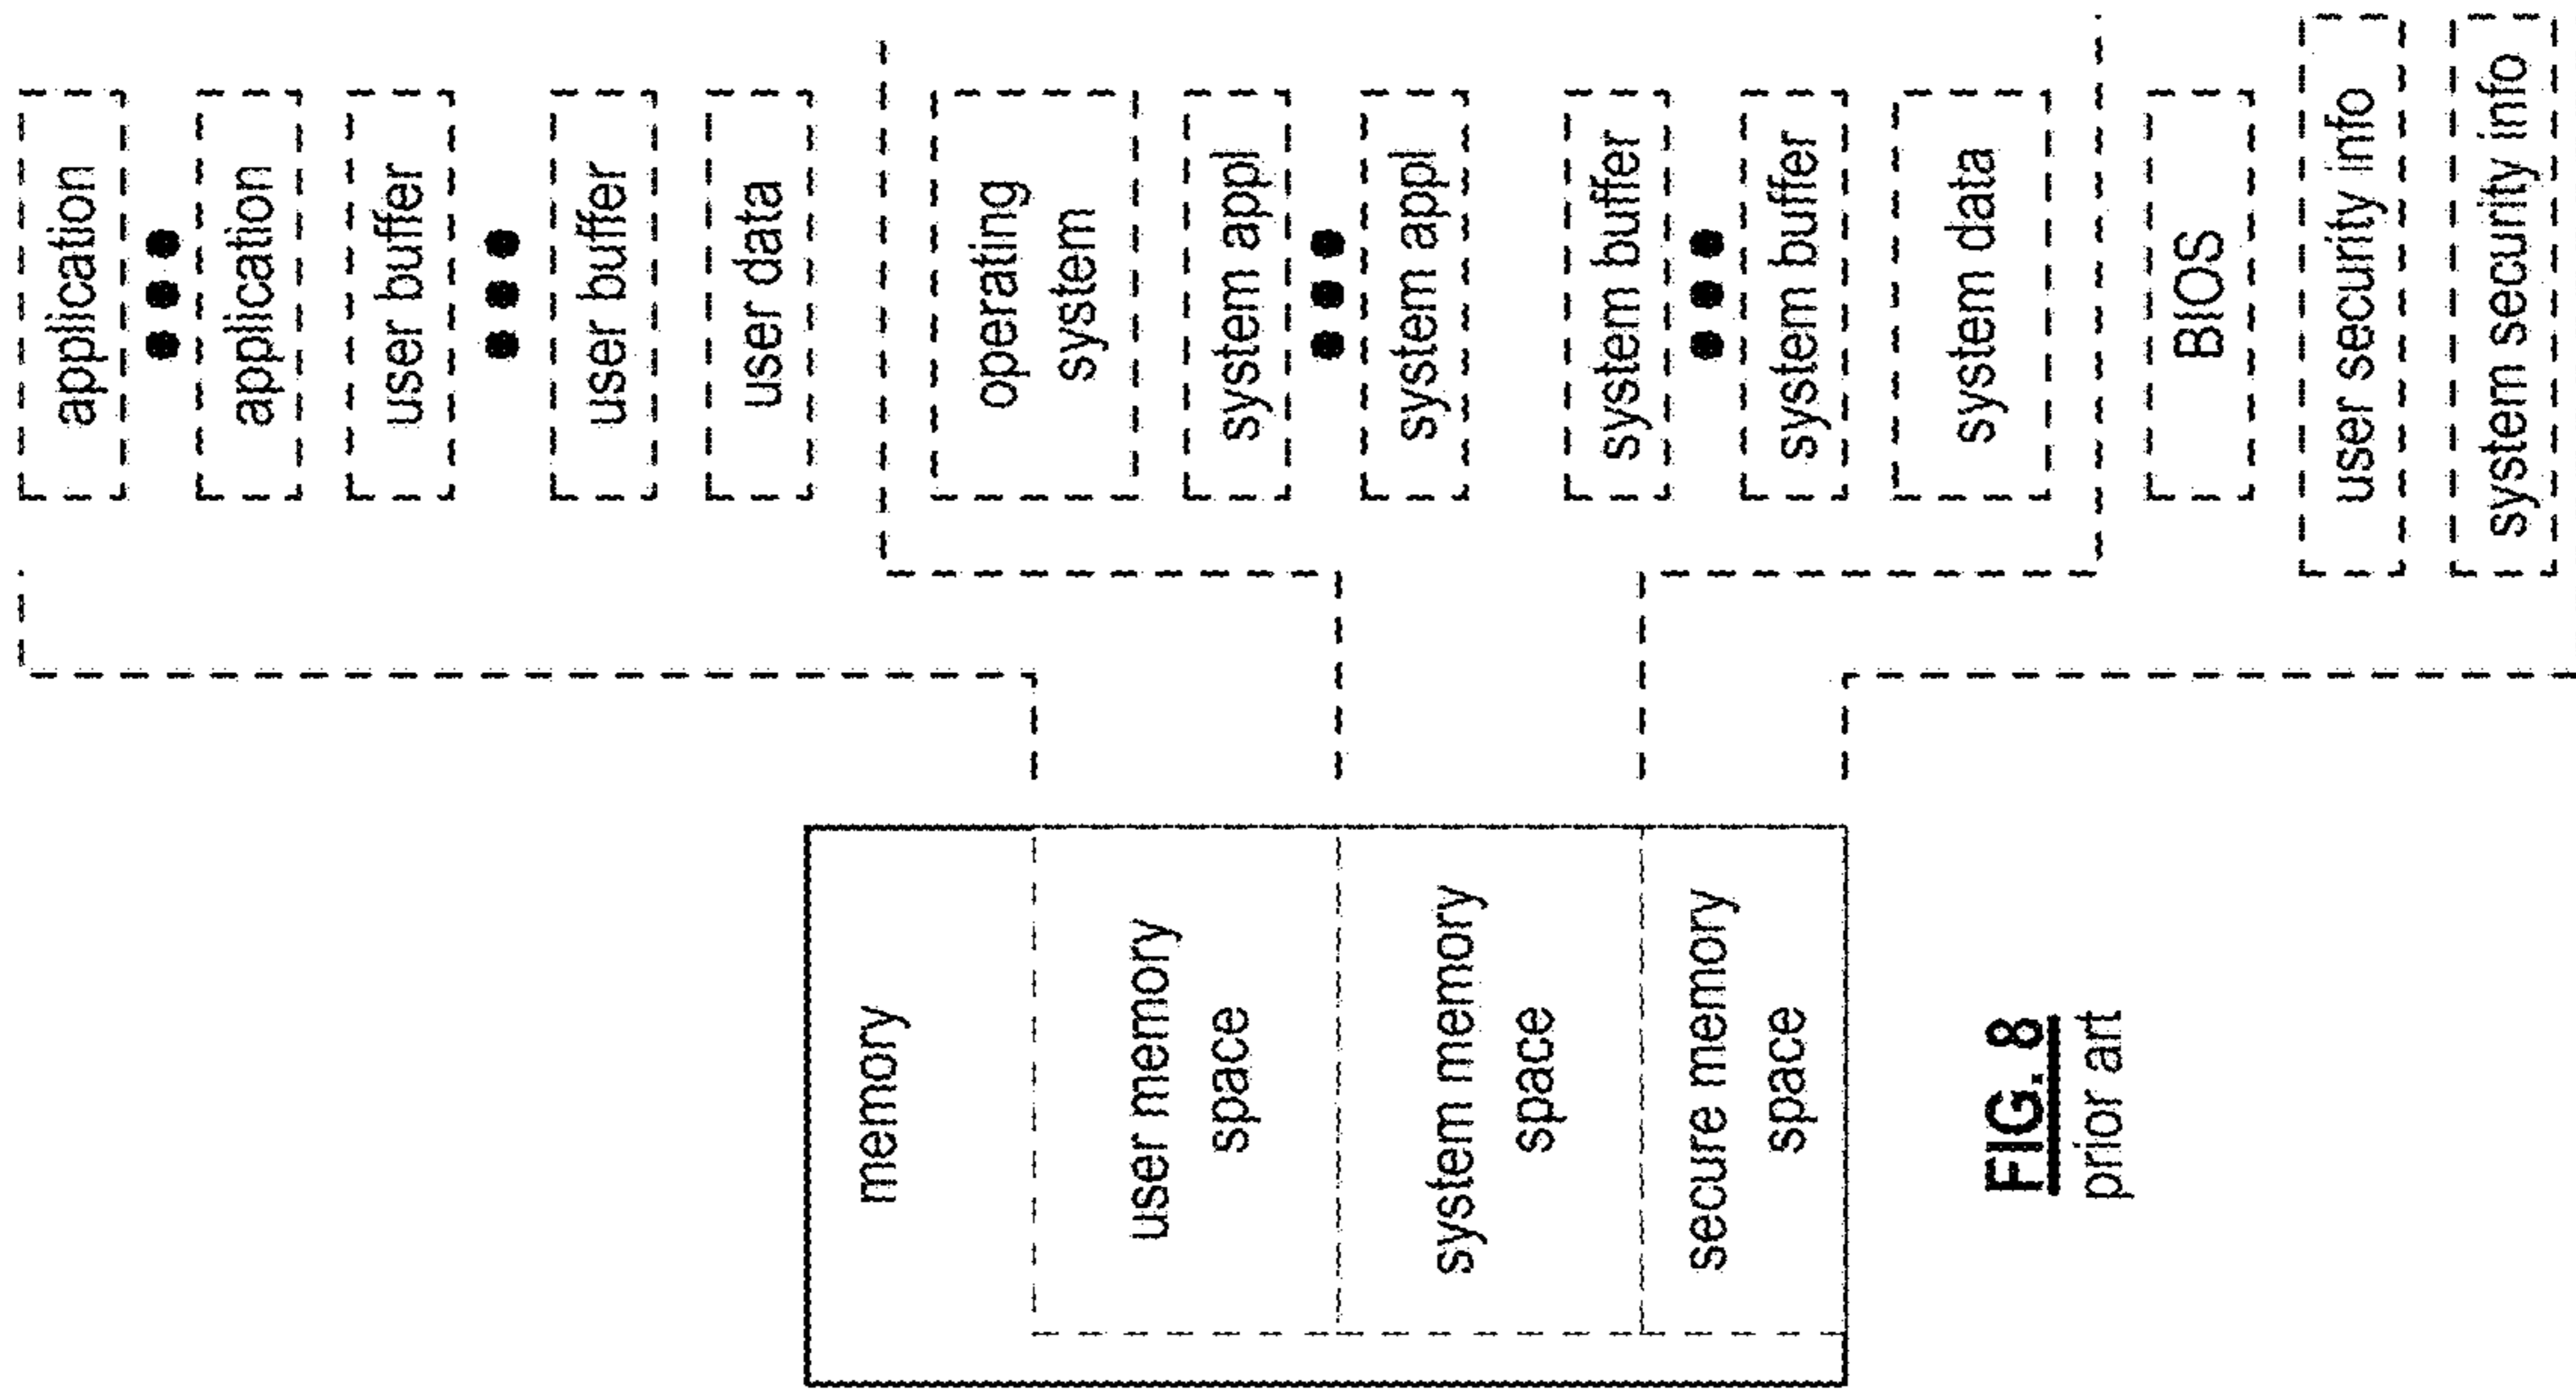 memory
user memory
space
system memory
space
secure memory
space
application
●●●
application
user buffer
●●●
user buffer
user data
operating
system
system appl
●●●
system appl
system buffer
●●●
system buffer
system data
BIOS
user security info
system security info
FIG. 8
prior art